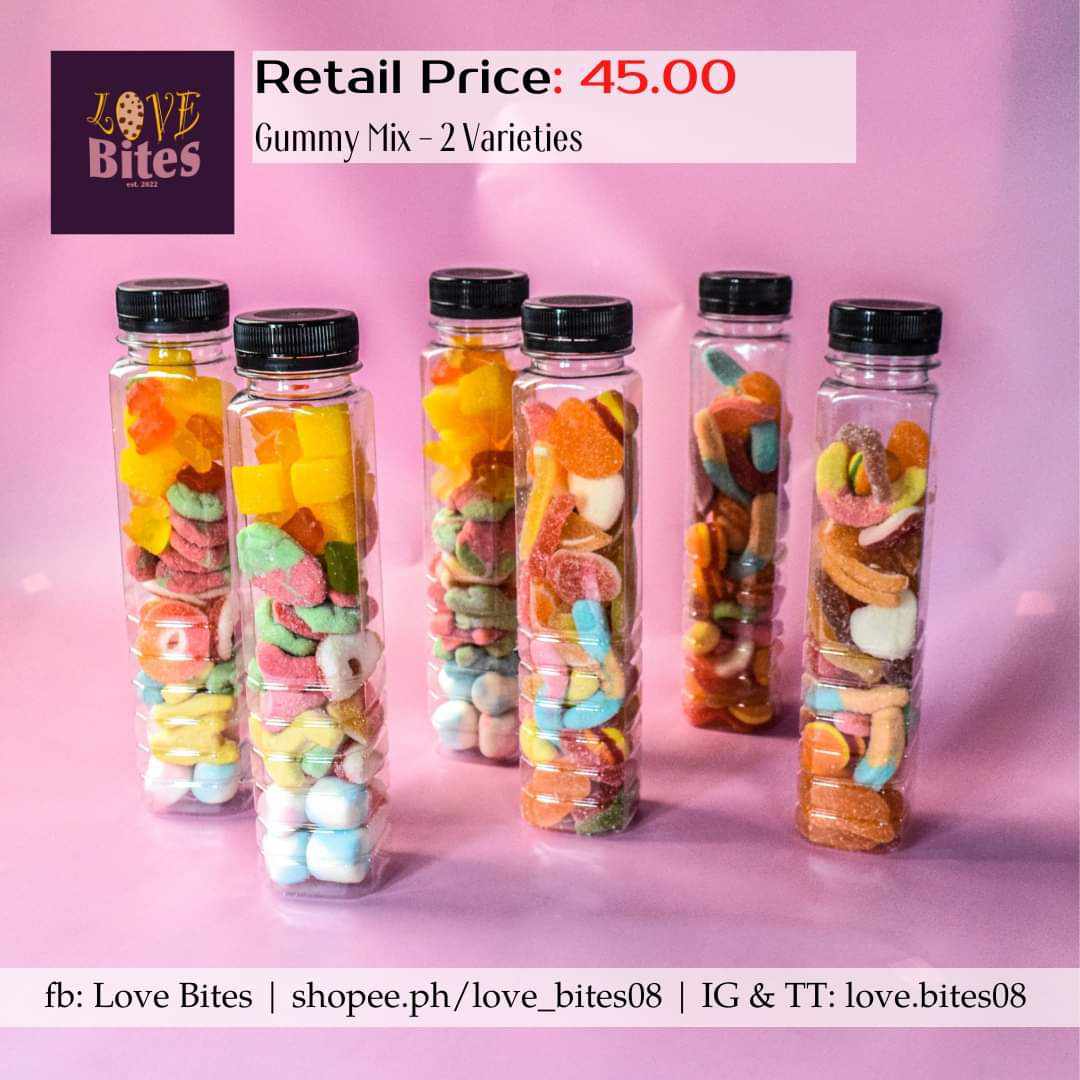 LOVE
Bites
est. 2022
Retail Price: 45.00
Gummy Mix - 2 Varieties
fb: Love Bites | shopee.ph/love_bites08 | IG & TT: love.bites08